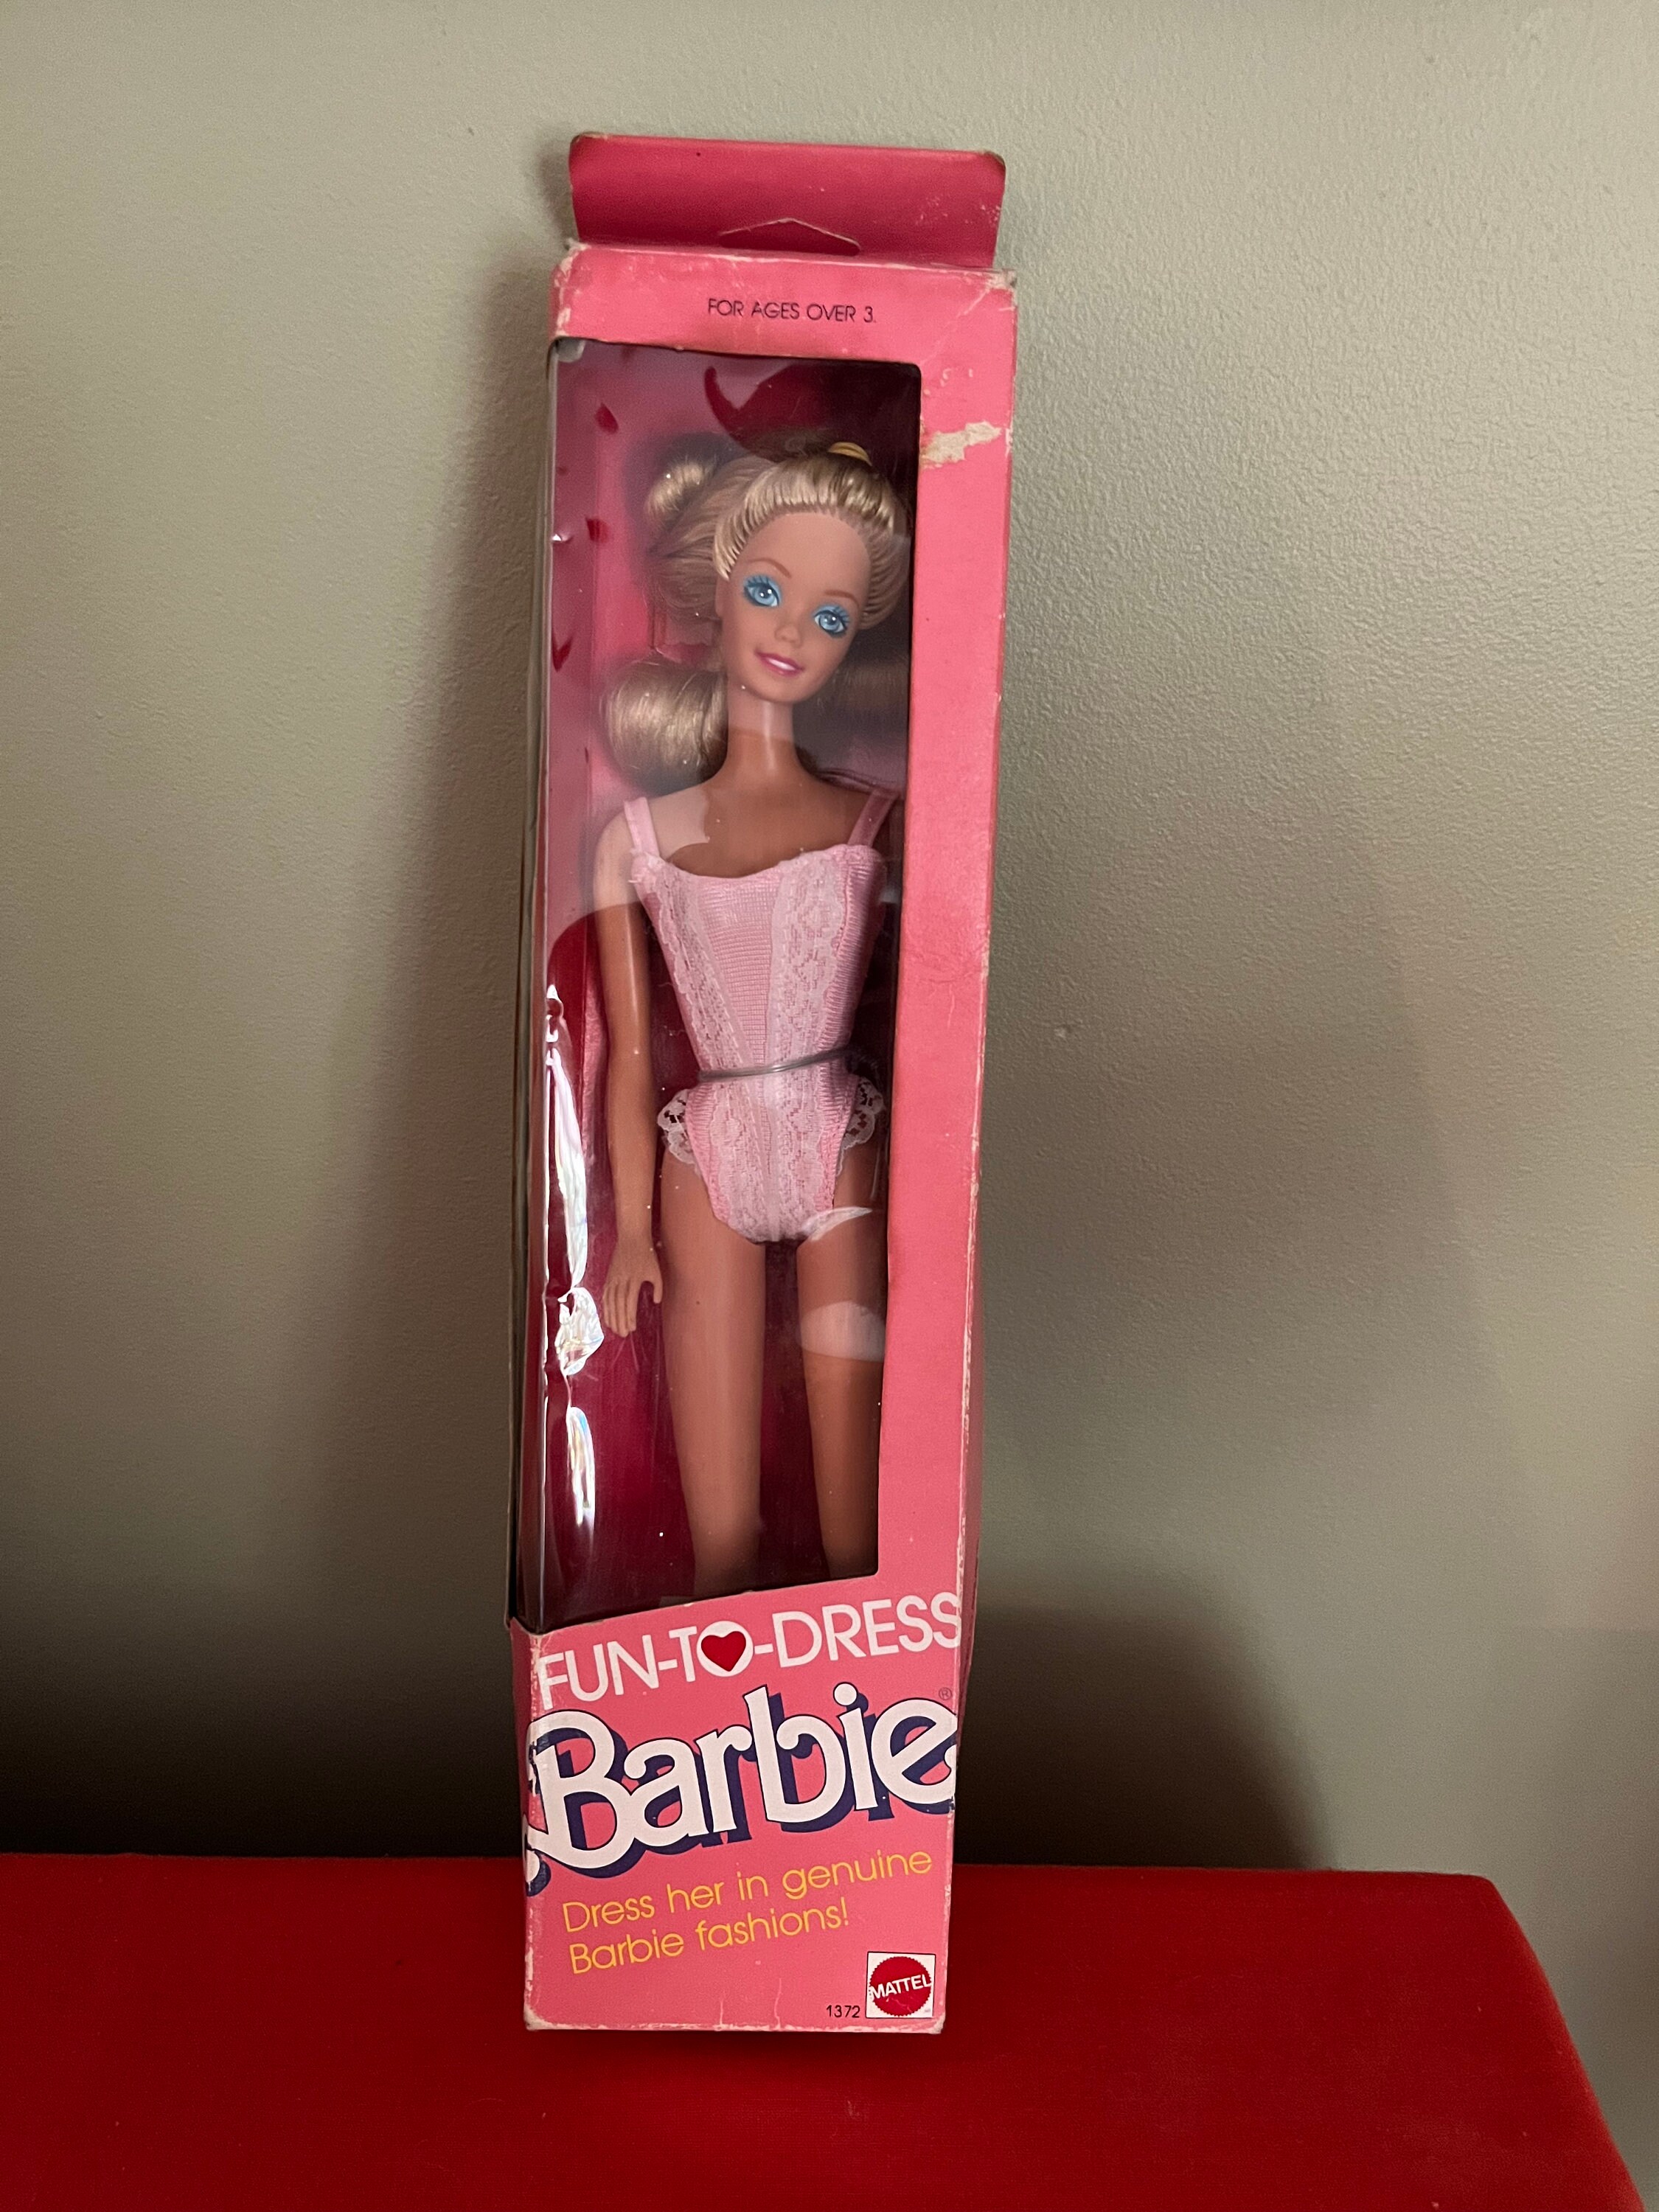 FOR AGES OVER 3.
FUN-TO-DRESS
Barbie®
Dress her in genuine
Barbie fashions!
1372
MATTEL